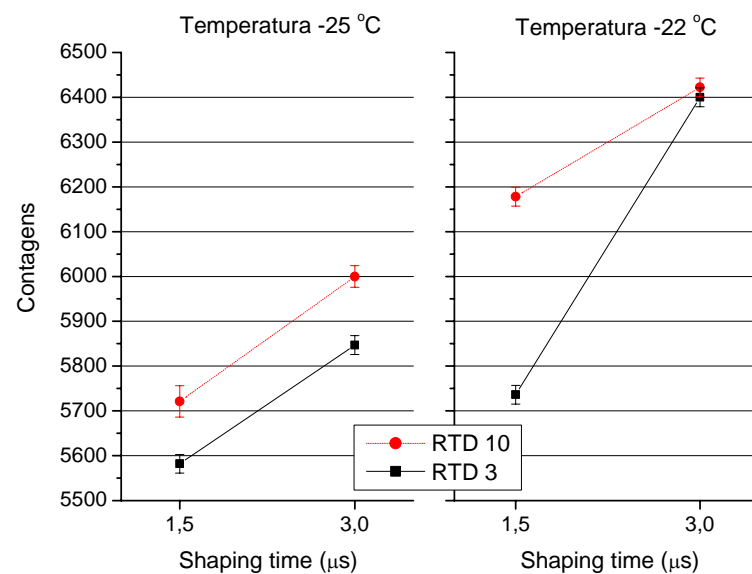 Temperatura -25 °C
Temperatura -22 °C
Contagens
6500
6400
6300
6200
6100
6000
5900
5800
5700
5600
5500
RTD 10
RTD 3
1,5
3,0
1,5
3,0
Shaping time (μs)
Shaping time (μs)